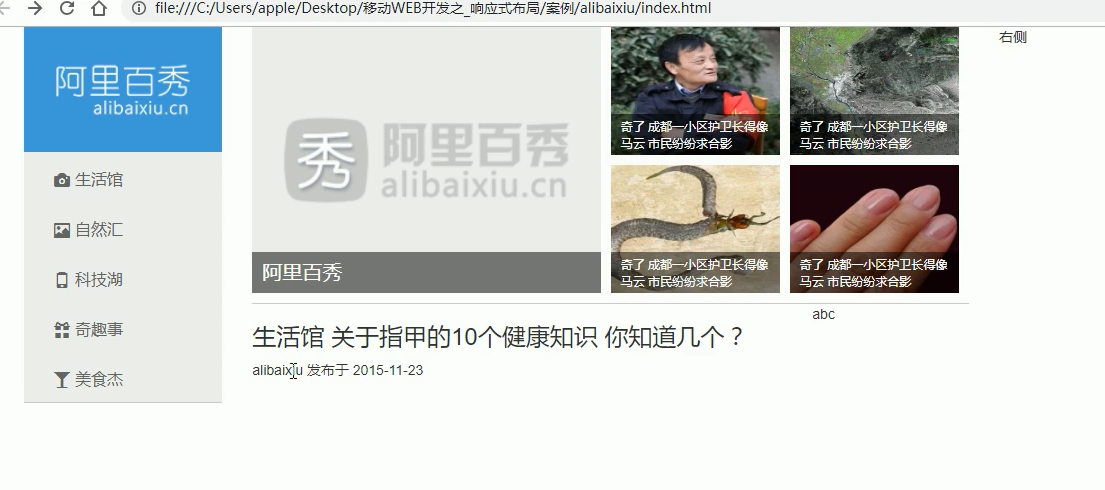 file:///C:/Users/apple/Desktop/移动WEB开发之_响应式布局/案例/alibaixiu/index.html
阿里百秀
alibaixiu.cn
生活馆
自然汇
科技湖
奇趣事
美食杰
秀 阿里百秀
alibaixiu.cn
阿里百秀
奇了 成都一小区护卫长得像
马云 市民纷纷求合影
奇了 成都一小区护卫长得像
马云 市民纷纷求合影
奇了 成都一小区护卫长得像
马云 市民纷纷求合影
奇了 成都一小区护卫长得像
马云 市民纷纷求合影
右侧
生活馆 关于指甲的10个健康知识 你知道几个？
alibaixiu 发布于 2015-11-23
abc